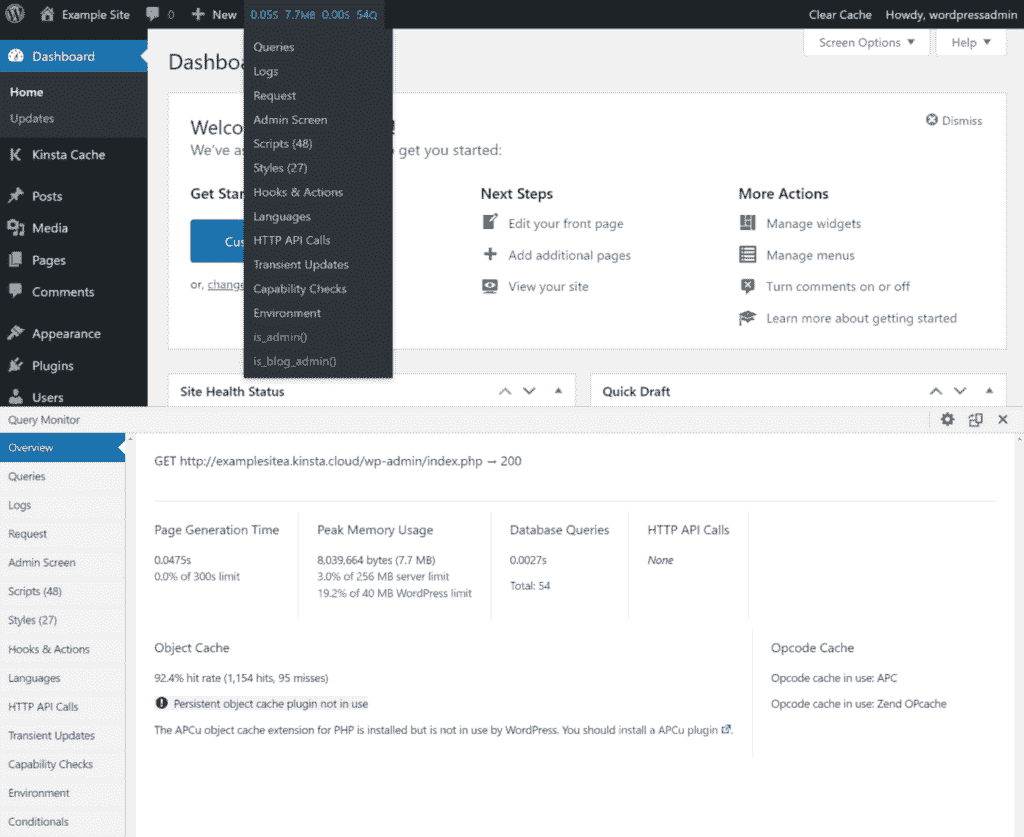 Example Site 0 New 0.05S 7.7MB 0.00S 54Q Clear Cache Howdy, wordpressadmin
Queries
Logs
Request
Admin Screen
Scripts (48)
Styles (27)
Hooks & Actions
Languages
HTTP API Calls
Transient Updates
Capability Checks
Environment
is_admin()
is_blog_admin()
Dashboard
Home
Updates
Kinsta Cache
Posts
Media
Pages
Comments
Appearance
Plugins
Users
Screen Options Help
Dashboa
Welco !
Dismiss
We've as get you started:
Get Star
Cus
or, change
Next Steps
Edit your front page
Add additional pages
View your site
More Actions
Manage widgets
Manage menus
Turn comments on or off
Learn more about getting started
Site Health Status
Quick Draft
Query Monitor
Overview
Queries
Logs
Request
Admin Screen
Scripts (48)
Styles (27)
Hooks & Actions
Languages
HTTP API Calls
Transient Updates
Capability Checks
Environment
Conditionals
GET http://examplesitea.kinsta.cloud/wp-admin/index.php → 200
Page Generation Time
0.0475s
0.0% of 300s limit
Peak Memory Usage
8,039,664 bytes (7.7 MB)
3.0% of 256 MB server limit
19.2% of 40 MB WordPress limit
Database Queries
0.0027s
Total: 54
HTTP API Calls
None
Object Cache
92.4% hit rate (1,154 hits, 95 misses)
Persistent object cache plugin not in use
The APCu object cache extension for PHP is installed but is not in use by WordPress. You should install a APCu plugin.
Opcode Cache
Opcode cache in use: APC
Opcode cache in use: Zend OPcache